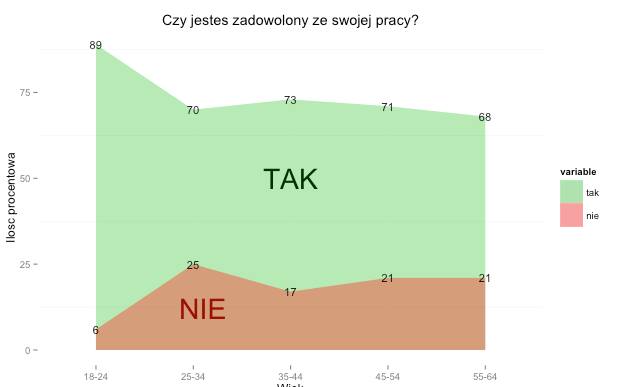 Czy jestes zadowolony ze swojej pracy?
89
70
73
71
68
75
50
25
0
Ilosc procentowa
TAK
25
17
21
21
6
NIE
18-24
25-34
35-44
45-54
55-64
variable
tak
nie